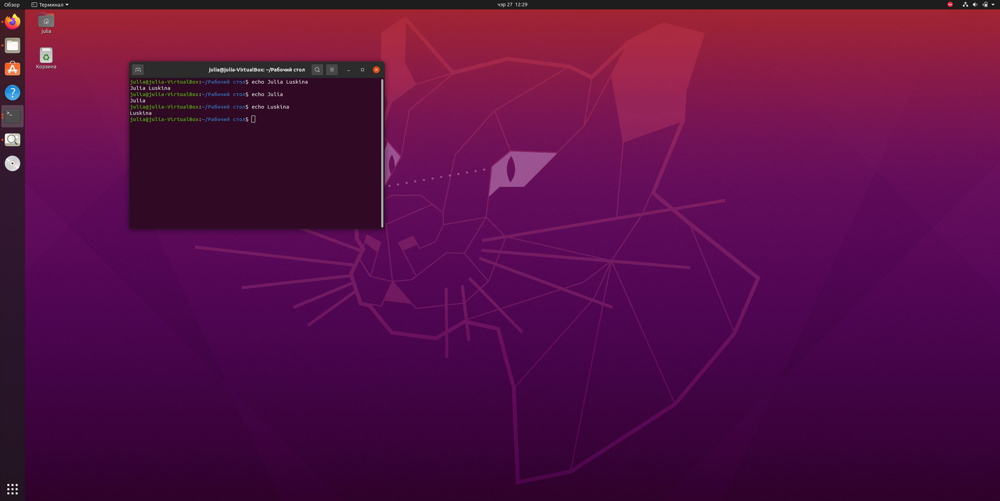 Обзор
Терминал
чэр 27 12:29
julia
Корзина
julia@julia-VirtualBox: ~/Рабочий стол
julia@julia-VirtualBox:~/Рабочий стол$ echo Julia Luskina
Julia Luskina
julia@julia-VirtualBox:~/Рабочий стол$ echo Julia
Julia
julia@julia-VirtualBox:~/Рабочий стол$ echo Luskina
Luskina
julia@julia-VirtualBox:~/Рабочий стол$